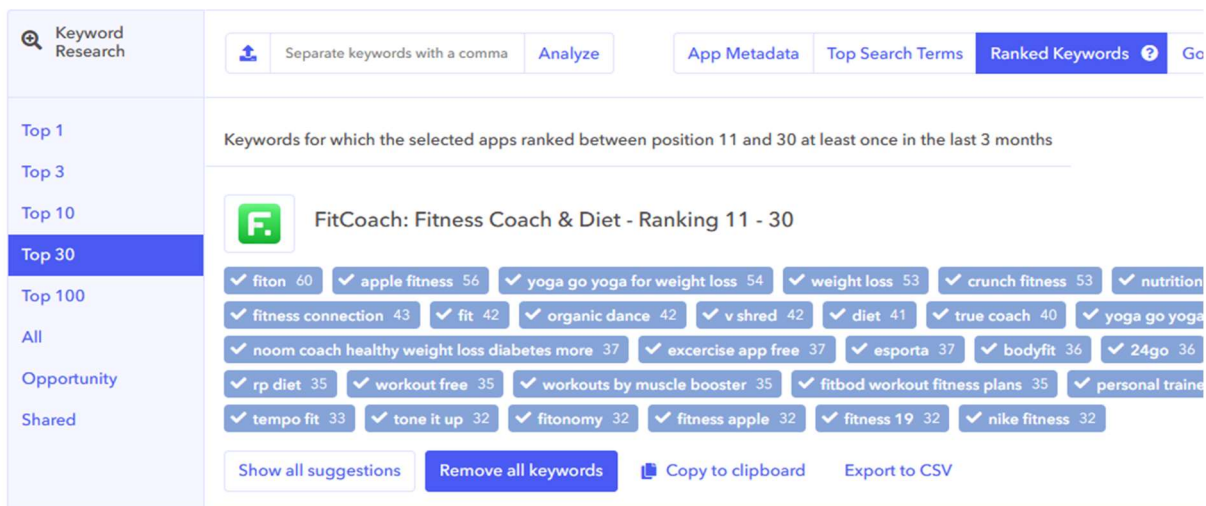 Keyword
Research
Separate keywords with a comma
Analyze
App Metadata
Top Search Terms
Ranked Keywords ?
Go
Top 1
Top 3
Top 10
Top 30
Top 100
All
Opportunity
Shared
Keywords for which the selected apps ranked between position 11 and 30 at least once in the last 3 months
F.
FitCoach: Fitness Coach & Diet - Ranking 11 - 30
fiton 60 apple fitness 56 yoga go yoga for weight loss 54 weight loss 53 crunch fitness 53 nutrition
fitness connection 43 fit 42 organic dance 42 v shred 42 diet 41 true coach 40 yoga go yoga
noom coach healthy weight loss diabetes more 37 excercise app free 37 esporta 37 bodyfit 36 24go 36
rp diet 35 workout free 35 workouts by muscle booster 35 fitbod workout fitness plans 35 personal traine
tempo fit 33 tone it up 32 fitonomy 32 fitness apple 32 fitness 19 32 nike fitness 32
Show all suggestions
Remove all keywords
Copy to clipboard
Export to CSV